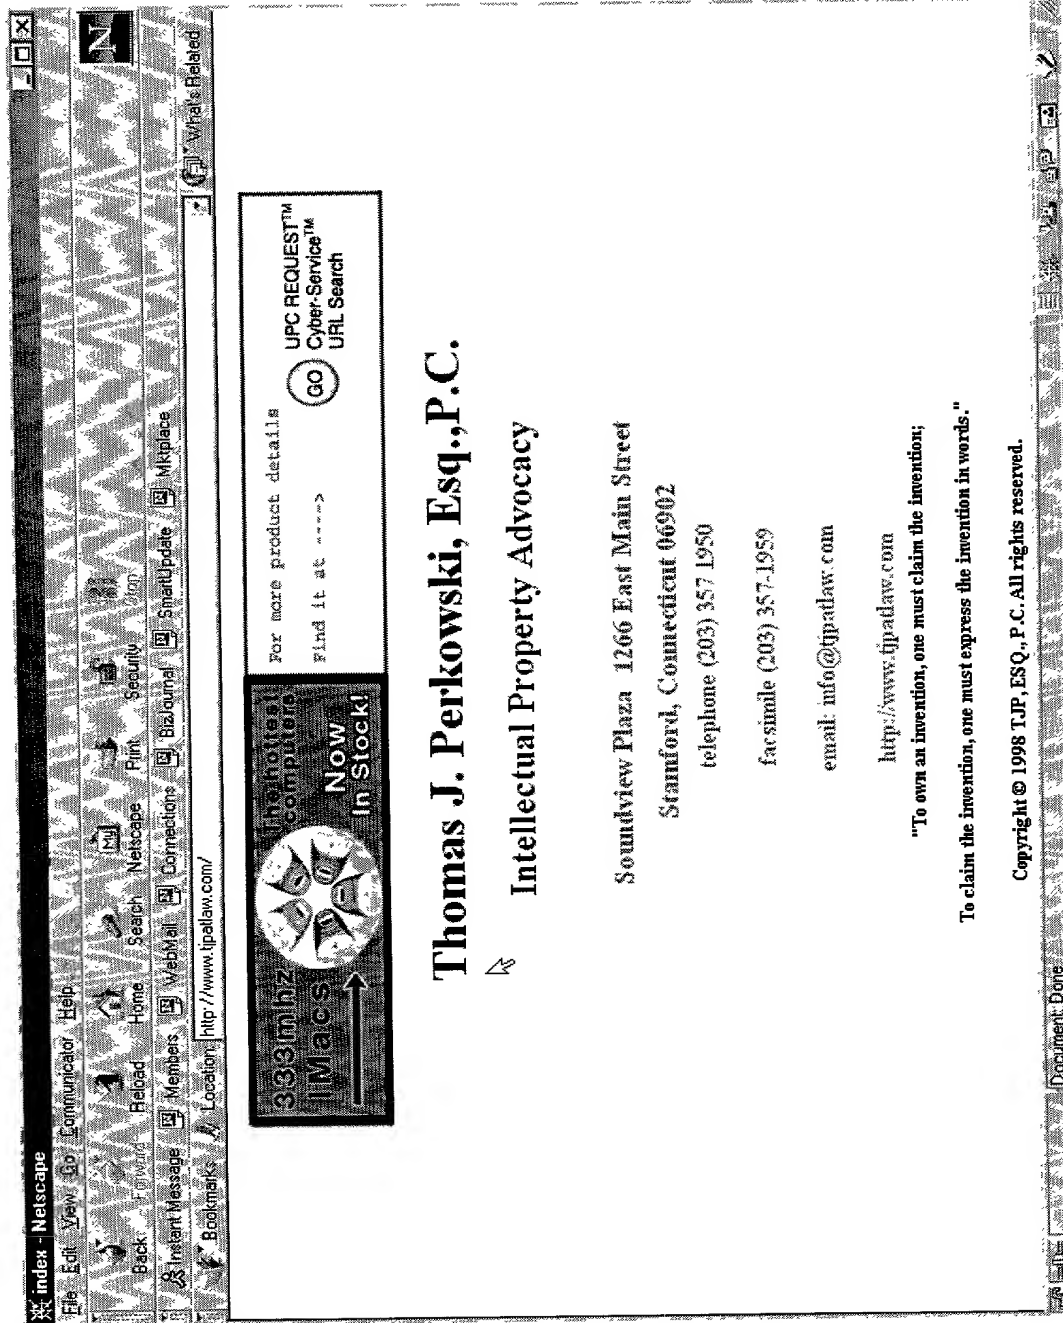 index - Netscape
File Edit View Go Communicator Help
Back Forward Reload Home Search Netscape Print Security Stop
Instant Message Members WebMail Connections BizJournal SmartUpdate Mktplace
Bookmarks Location: http://www.tjpatlaw.com/ What's Related
333mhz
iMacs
The hottest
computers
Now
In Stock!
For more product details
Find it at ---->
GO
UPC REQUEST™
Cyber-Service™
URL Search
Thomas J. Perkowski, Esq.,P.C.
Intellectual Property Advocacy
Soundview Plaza 1266 East Main Street
Stamford, Connecticut 06902
telephone (203) 357 1950
facsimile (203) 357-1959
email: info@tjpatlaw.com
http://www.tjpatlaw.com
"To own an invention, one must claim the invention;
To claim the invention, one must express the invention in words."
Copyright © 1998 TJP, ESQ., P.C. All rights reserved.
Document: Done